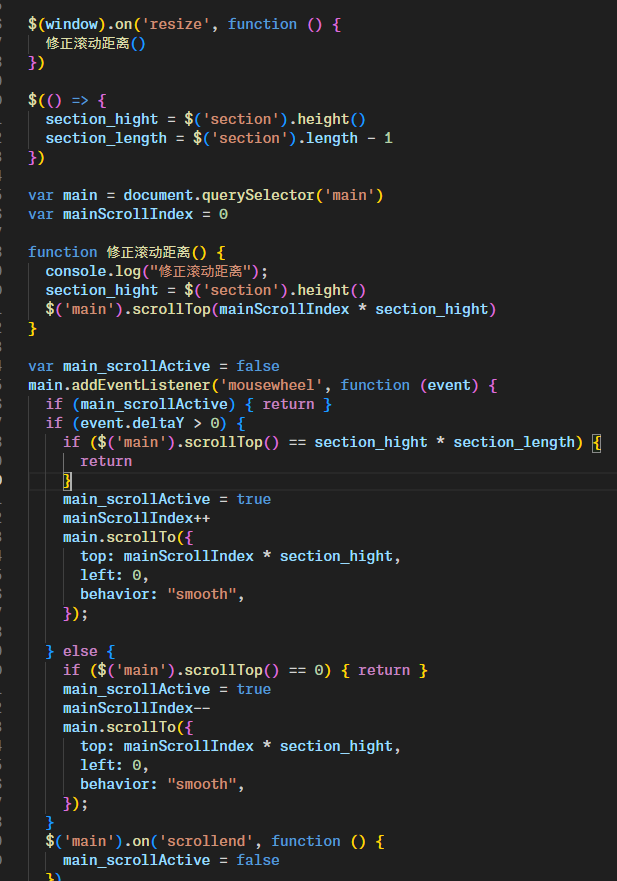 $(window).on('resize', function () {
修正滚动距离()
})
$(() => {
section_hight = $('section').height()
section_length = $('section').length - 1
})
var main = document.querySelector('main')
var mainScrollIndex = 0
function 修正滚动距离() {
console.log("修正滚动距离");
section_hight = $('section').height()
$('main').scrollTop(mainScrollIndex * section_hight)
}
var main_scrollActive = false
main.addEventListener('mousewheel', function (event) {
if (main_scrollActive) { return }
if (event.deltaY > 0) {
if ($('main').scrollTop() == section_hight * section_length) {
return
}
main_scrollActive = true
mainScrollIndex++
main.scrollTo({
top: mainScrollIndex * section_hight,
left: 0,
behavior: "smooth",
});
} else {
if ($('main').scrollTop() == 0) { return }
main_scrollActive = true
mainScrollIndex--
main.scrollTo({
top: mainScrollIndex * section_hight,
left: 0,
behavior: "smooth",
});
}
$('main').on('scrollend', function () {
main_scrollActive = false
})